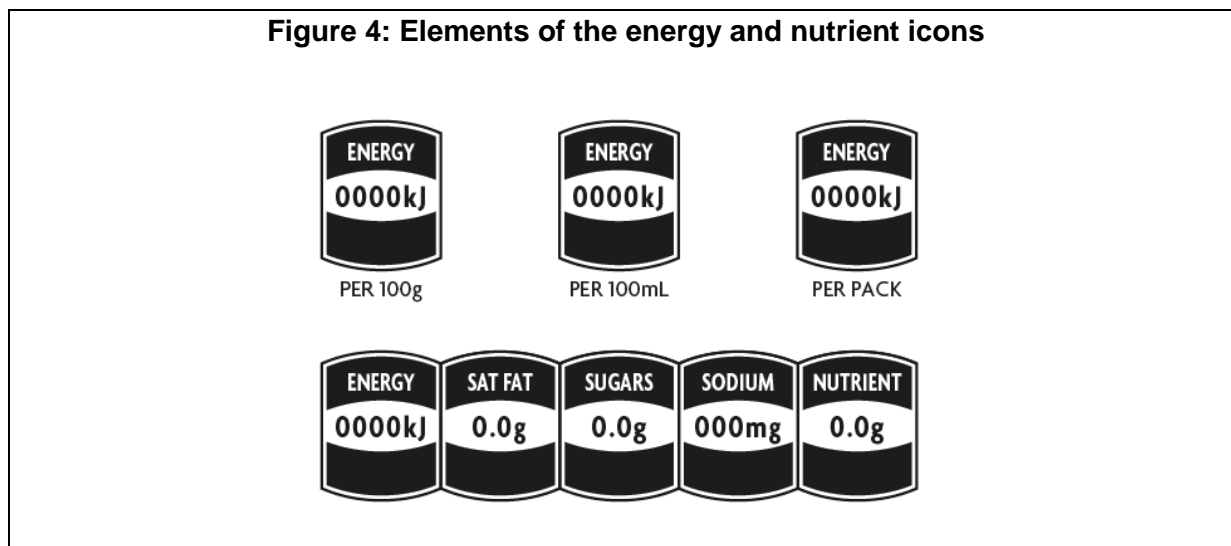 Figure 4: Elements of the energy and nutrient icons
ENERGY ENERGY ENERGY
0000kJ 0000kJ 0000kJ
PER 100g PER 100mL PER PACK
ENERGY SAT FAT SUGARS SODIUM NUTRIENT
0000kJ 0.0g 0.0g 000mg 0.0g